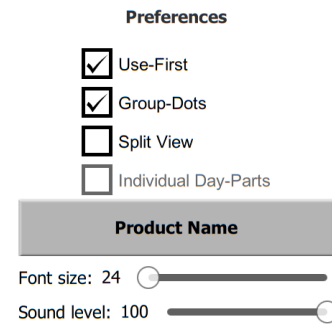 Preferences
Use-First
Group-Dots
Split View
Individual Day-Parts
Product Name
Font size: 24
Sound level: 100